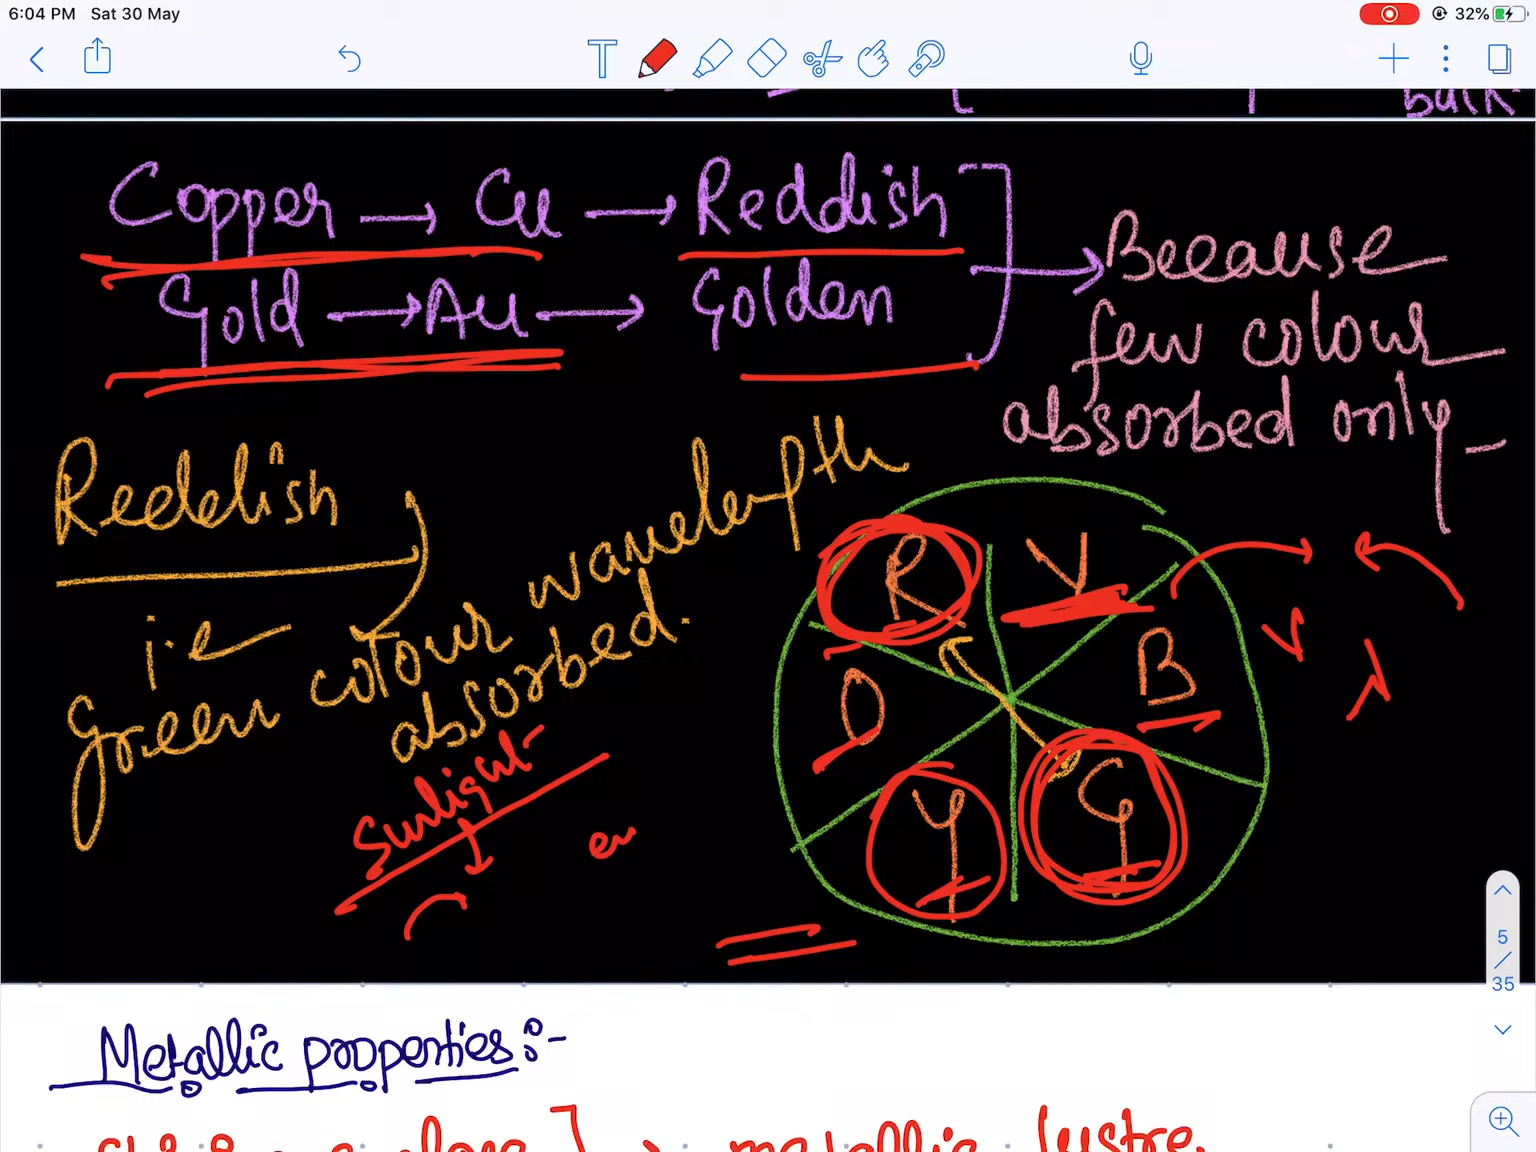 6:04 PM Sat 30 May
32%
T
bulk.
Copper → Cu → Reddish
Gold → Au → Golden
Because
few colour
absorbed only
Reddish
i.e
Green colour wavelength
absorbed.
Sunlight
R V
O B
Y G
ν λ
5
/
35
Metallic properties:-
metallic lustre.